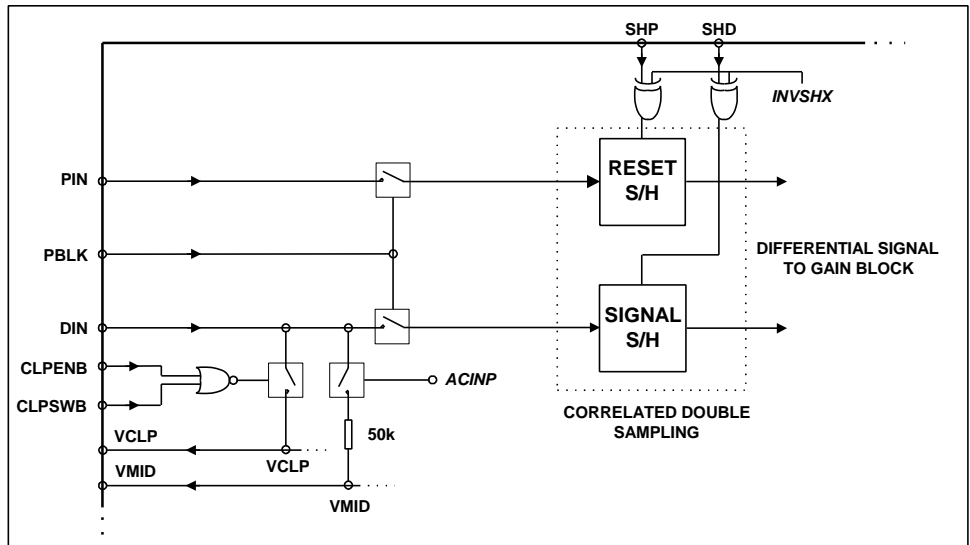 SHP SHD
INVSHX
PIN
RESET
S/H
PBLK
DIFFERENTIAL SIGNAL
TO GAIN BLOCK
DIN
SIGNAL
S/H
CLPENB
ACINP
CLPSWB
CORRELATED DOUBLE
SAMPLING
50k
VCLP
VCLP
VMID
VMID